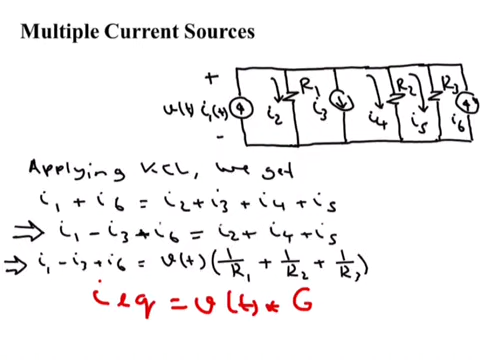 Multiple Current Sources
+
v(t) i₁(t) i₂ R₁ i₃ i₄ R₂ i₅ R₃ i₆
-
Applying KCL, we get
i₁ + i₆ = i₂ + i₃ + i₄ + i₅
⇒ i₁ - i₃ + i₆ = i₂ + i₄ + i₅
⇒ i₁ - i₃ + i₆ = v(t) (1/R₁ + 1/R₂ + 1/R₃)
ieq = v(t) * G